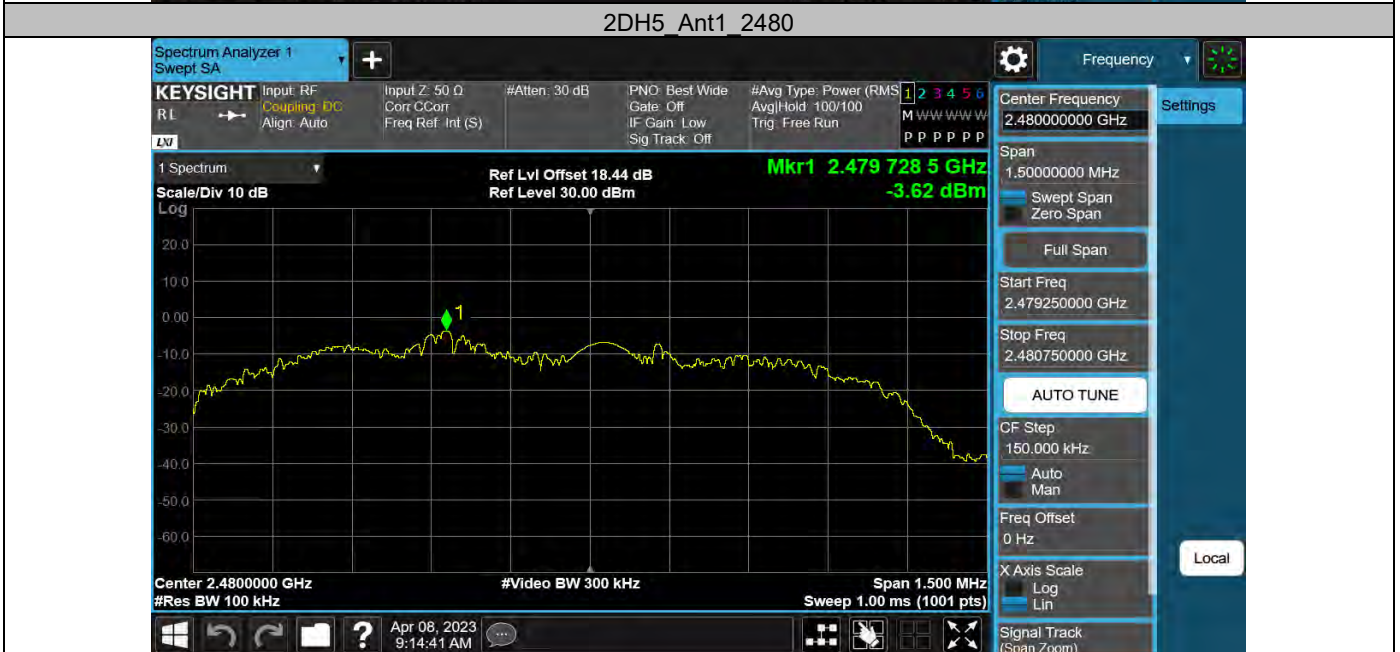 2DH5_Ant1_2480
Spectrum Analyzer 1
Swept SA
Frequency
KEYSIGHT
RL
LXI
Input: RF
Coupling: DC
Align: Auto
Input Z: 50 Ω
Corr CCorr
Freq Ref: Int (S)
#Atten: 30 dB
PNO: Best Wide
Gate: Off
IF Gain: Low
Sig Track: Off
#Avg Type: Power (RMS
Avg|Hold: 100/100
Trig: Free Run
1 2 3 4 5 6
M W W W W W
P P P P P P
1 Spectrum
Scale/Div 10 dB
Log
Ref Lvl Offset 18.44 dB
Ref Level 30.00 dBm
Mkr1 2.479 728 5 GHz
-3.62 dBm
20.0
10.0
0.00
-10.0
-20.0
-30.0
-40.0
-50.0
-60.0
1
Center 2.4800000 GHz
#Res BW 100 kHz
#Video BW 300 kHz
Span 1.500 MHz
Sweep 1.00 ms (1001 pts)
?
Apr 08, 2023
9:14:41 AM
Center Frequency
2.480000000 GHz
Settings
Span
1.50000000 MHz
Swept Span
Zero Span
Full Span
Start Freq
2.479250000 GHz
Stop Freq
2.480750000 GHz
AUTO TUNE
CF Step
150.000 kHz
Auto
Man
Freq Offset
0 Hz
Local
X Axis Scale
Log
Lin
Signal Track
(Span Zoom)